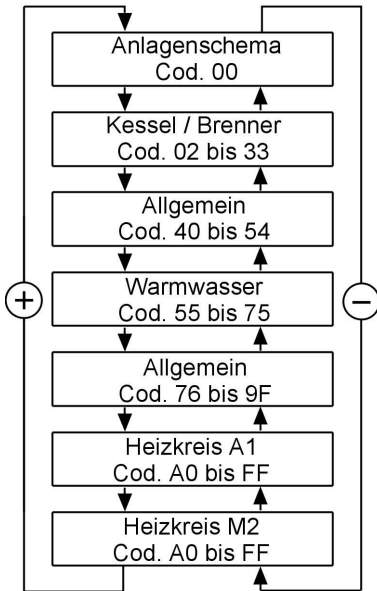 Anlagenschema
Cod. 00
Kessel / Brenner
Cod. 02 bis 33
Allgemein
Cod. 40 bis 54
Warmwasser
Cod. 55 bis 75
+
−
Allgemein
Cod. 76 bis 9F
Heizkreis A1
Cod. A0 bis FF
Heizkreis M2
Cod. A0 bis FF